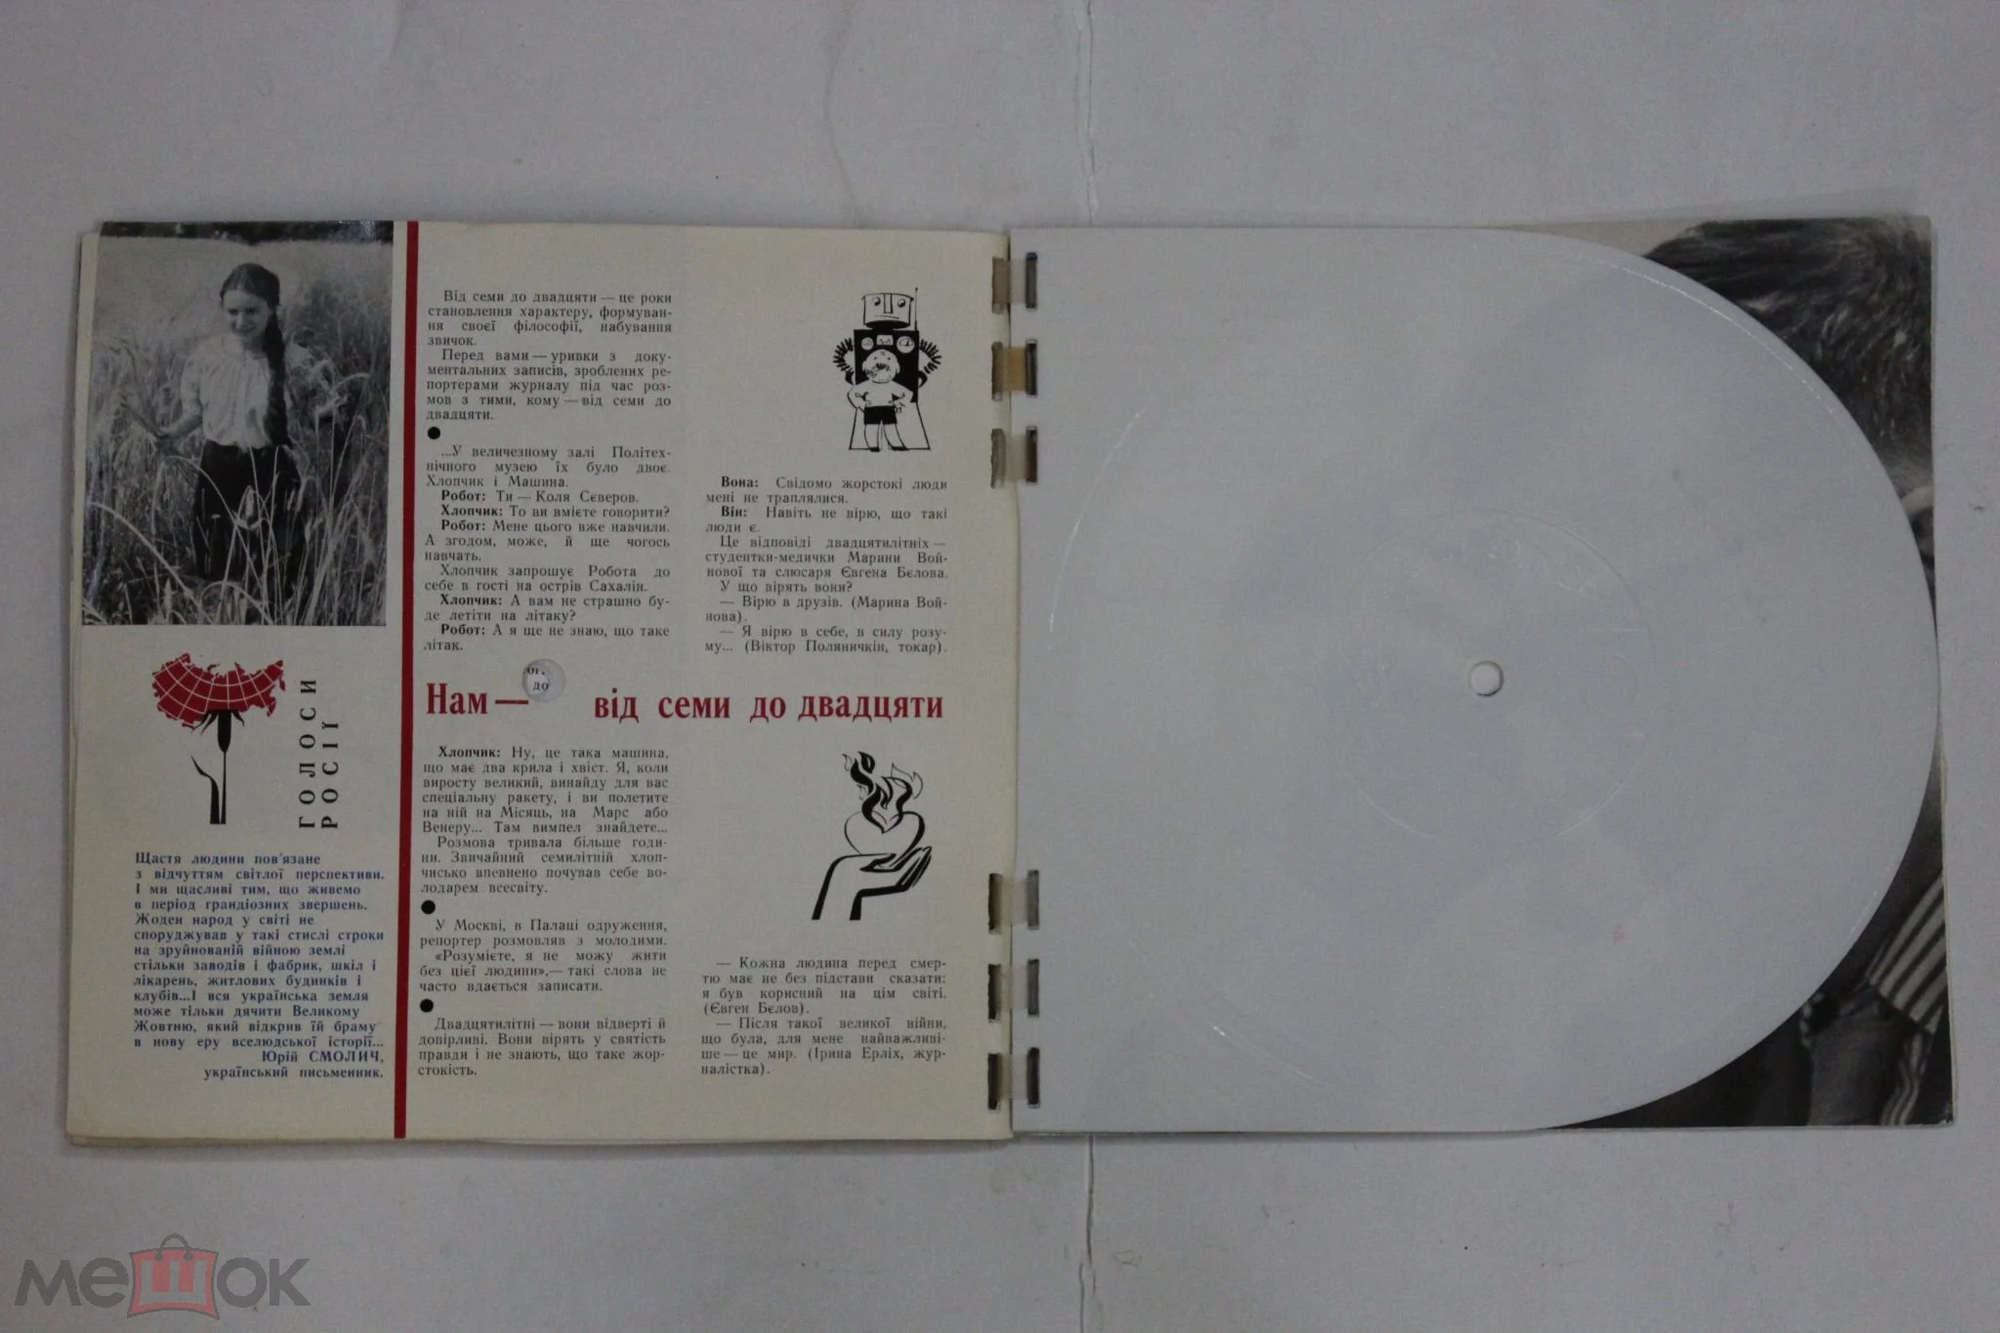 ГОЛОСИ
РОСІЇ
Щастя людини пов'язане
з відчуттям світлої перспективи.
І ми щасливі тим, що живемо
в період грандіозних звершень.
Жоден народ у світі не
споруджував у такі стислі строки
на зруйнованій війною землі
стільки заводів і фабрик, шкіл і
лікарень, житлових будинків і
клубів...І вся українська земля
може тільки дячити Великому
Жовтню, який відкрив їй браму
в нову еру вселюдської історії...
Юрій СМОЛИЧ,
український письменник.
Від семи до двадцяти — це роки
становлення характеру, формуван-
ня своєї філософії, набування
звичок.
Перед вами — уривки з доку-
ментальних записів, зроблених ре-
портерами журналу під час роз-
мов з тими, кому — від семи до
двадцяти.
...У величезному залі Політех-
нічного музею їх було двоє.
Хлопчик і Машина.
Робот: Ти — Коля Сєверов.
Хлопчик: То ви вмієте говорити?
Робот: Мене цього вже навчили.
А згодом, може, й ще чогось
навчать.
Хлопчик запрошує Робота до
себе в гості на острів Сахалін.
Хлопчик: А вам не страшно бу-
де летіти на літаку?
Робот: А я ще не знаю, що таке
літак.
Вона: Свідомо жорстокі люди
мені не траплялися.
Він: Навіть не вірю, що такі
люди є.
Це відповіді двадцятилітніх —
студентки-медички Марини Вой-
нової та слюсаря Євгена Бєлова.
У що вірять вони?
— Вірю в друзів. (Марина Вой-
нова).
— Я вірю в себе, в силу розу-
му... (Віктор Поляничкін, токар).
до
Нам — від семи до двадцяти
Хлопчик: Ну, це така машина,
що має два крила і хвіст. Я, коли
виросту великий, винайду для вас
спеціальну ракету, і ви полетите
на ній на Місяць, на Марс або
Венеру... Там вимпел знайдете...
Розмова тривала більше годи-
ни. Звичайний семилітній хлоп-
чисько впевнено почував себе во-
лодарем всесвіту.
У Москві, в Палаці одруження,
репортер розмовляв з молодими.
«Розумієте, я не можу жити
без цієї людини»,— такі слова не
часто вдається записати.
Двадцятилітні — вони відверті й
довірливі. Вони вірять у святість
правди і не знають, що таке жор-
стокість.
— Кожна людина перед смер-
тю має не без підстави сказати:
я був корисний на цім світі.
(Євген Бєлов).
— Після такої великої війни,
що була, для мене найважливі-
ше — це мир. (Ірина Ерліх, жур-
налістка).
мешок